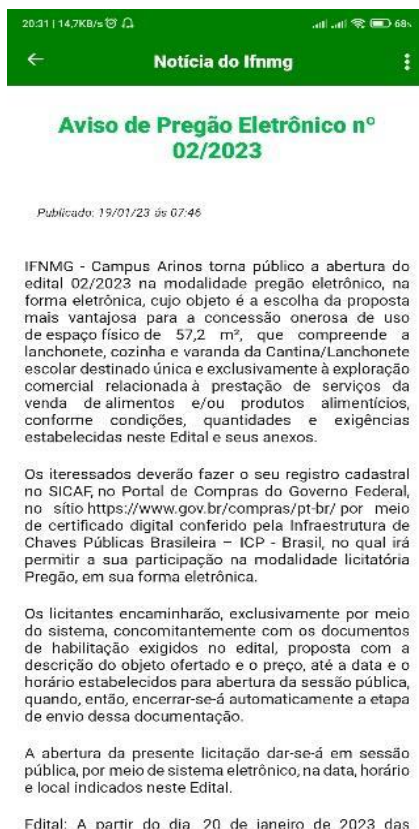 20:31 | 14,7KB/s 68%
Notícia do Ifnmg
Aviso de Pregão Eletrônico nº
02/2023
Publicado: 19/01/23 ás 07:46
IFNMG - Campus Arinos torna público a abertura do
edital 02/2023 na modalidade pregão eletrônico, na
forma eletrônica, cujo objeto é a escolha da proposta
mais vantajosa para a concessão onerosa de uso
de espaço físico de 57,2 m², que compreende a
lanchonete, cozinha e varanda da Cantina/Lanchonete
escolar destinado única e exclusivamente à exploração
comercial relacionada à prestação de serviços da
venda de alimentos e/ou produtos alimentícios,
conforme condições, quantidades e exigências
estabelecidas neste Edital e seus anexos.
Os iteressados deverão fazer o seu registro cadastral
no SICAF, no Portal de Compras do Governo Federal,
no sítio https://www.gov.br/compras/pt-br/ por meio
de certificado digital conferido pela Infraestrutura de
Chaves Públicas Brasileira – ICP - Brasil, no qual irá
permitir a sua participação na modalidade licitatória
Pregão, em sua forma eletrônica.
Os licitantes encaminharão, exclusivamente por meio
do sistema, concomitantemente com os documentos
de habilitação exigidos no edital, proposta com a
descrição do objeto ofertado e o preço, até a data e o
horário estabelecidos para abertura da sessão pública,
quando, então, encerrar-se-á automaticamente a etapa
de envio dessa documentação.
A abertura da presente licitação dar-se-á em sessão
pública, por meio de sistema eletrônico, na data, horário
e local indicados neste Edital.
Edital: A partir do dia 20 de janeiro de 2023 das